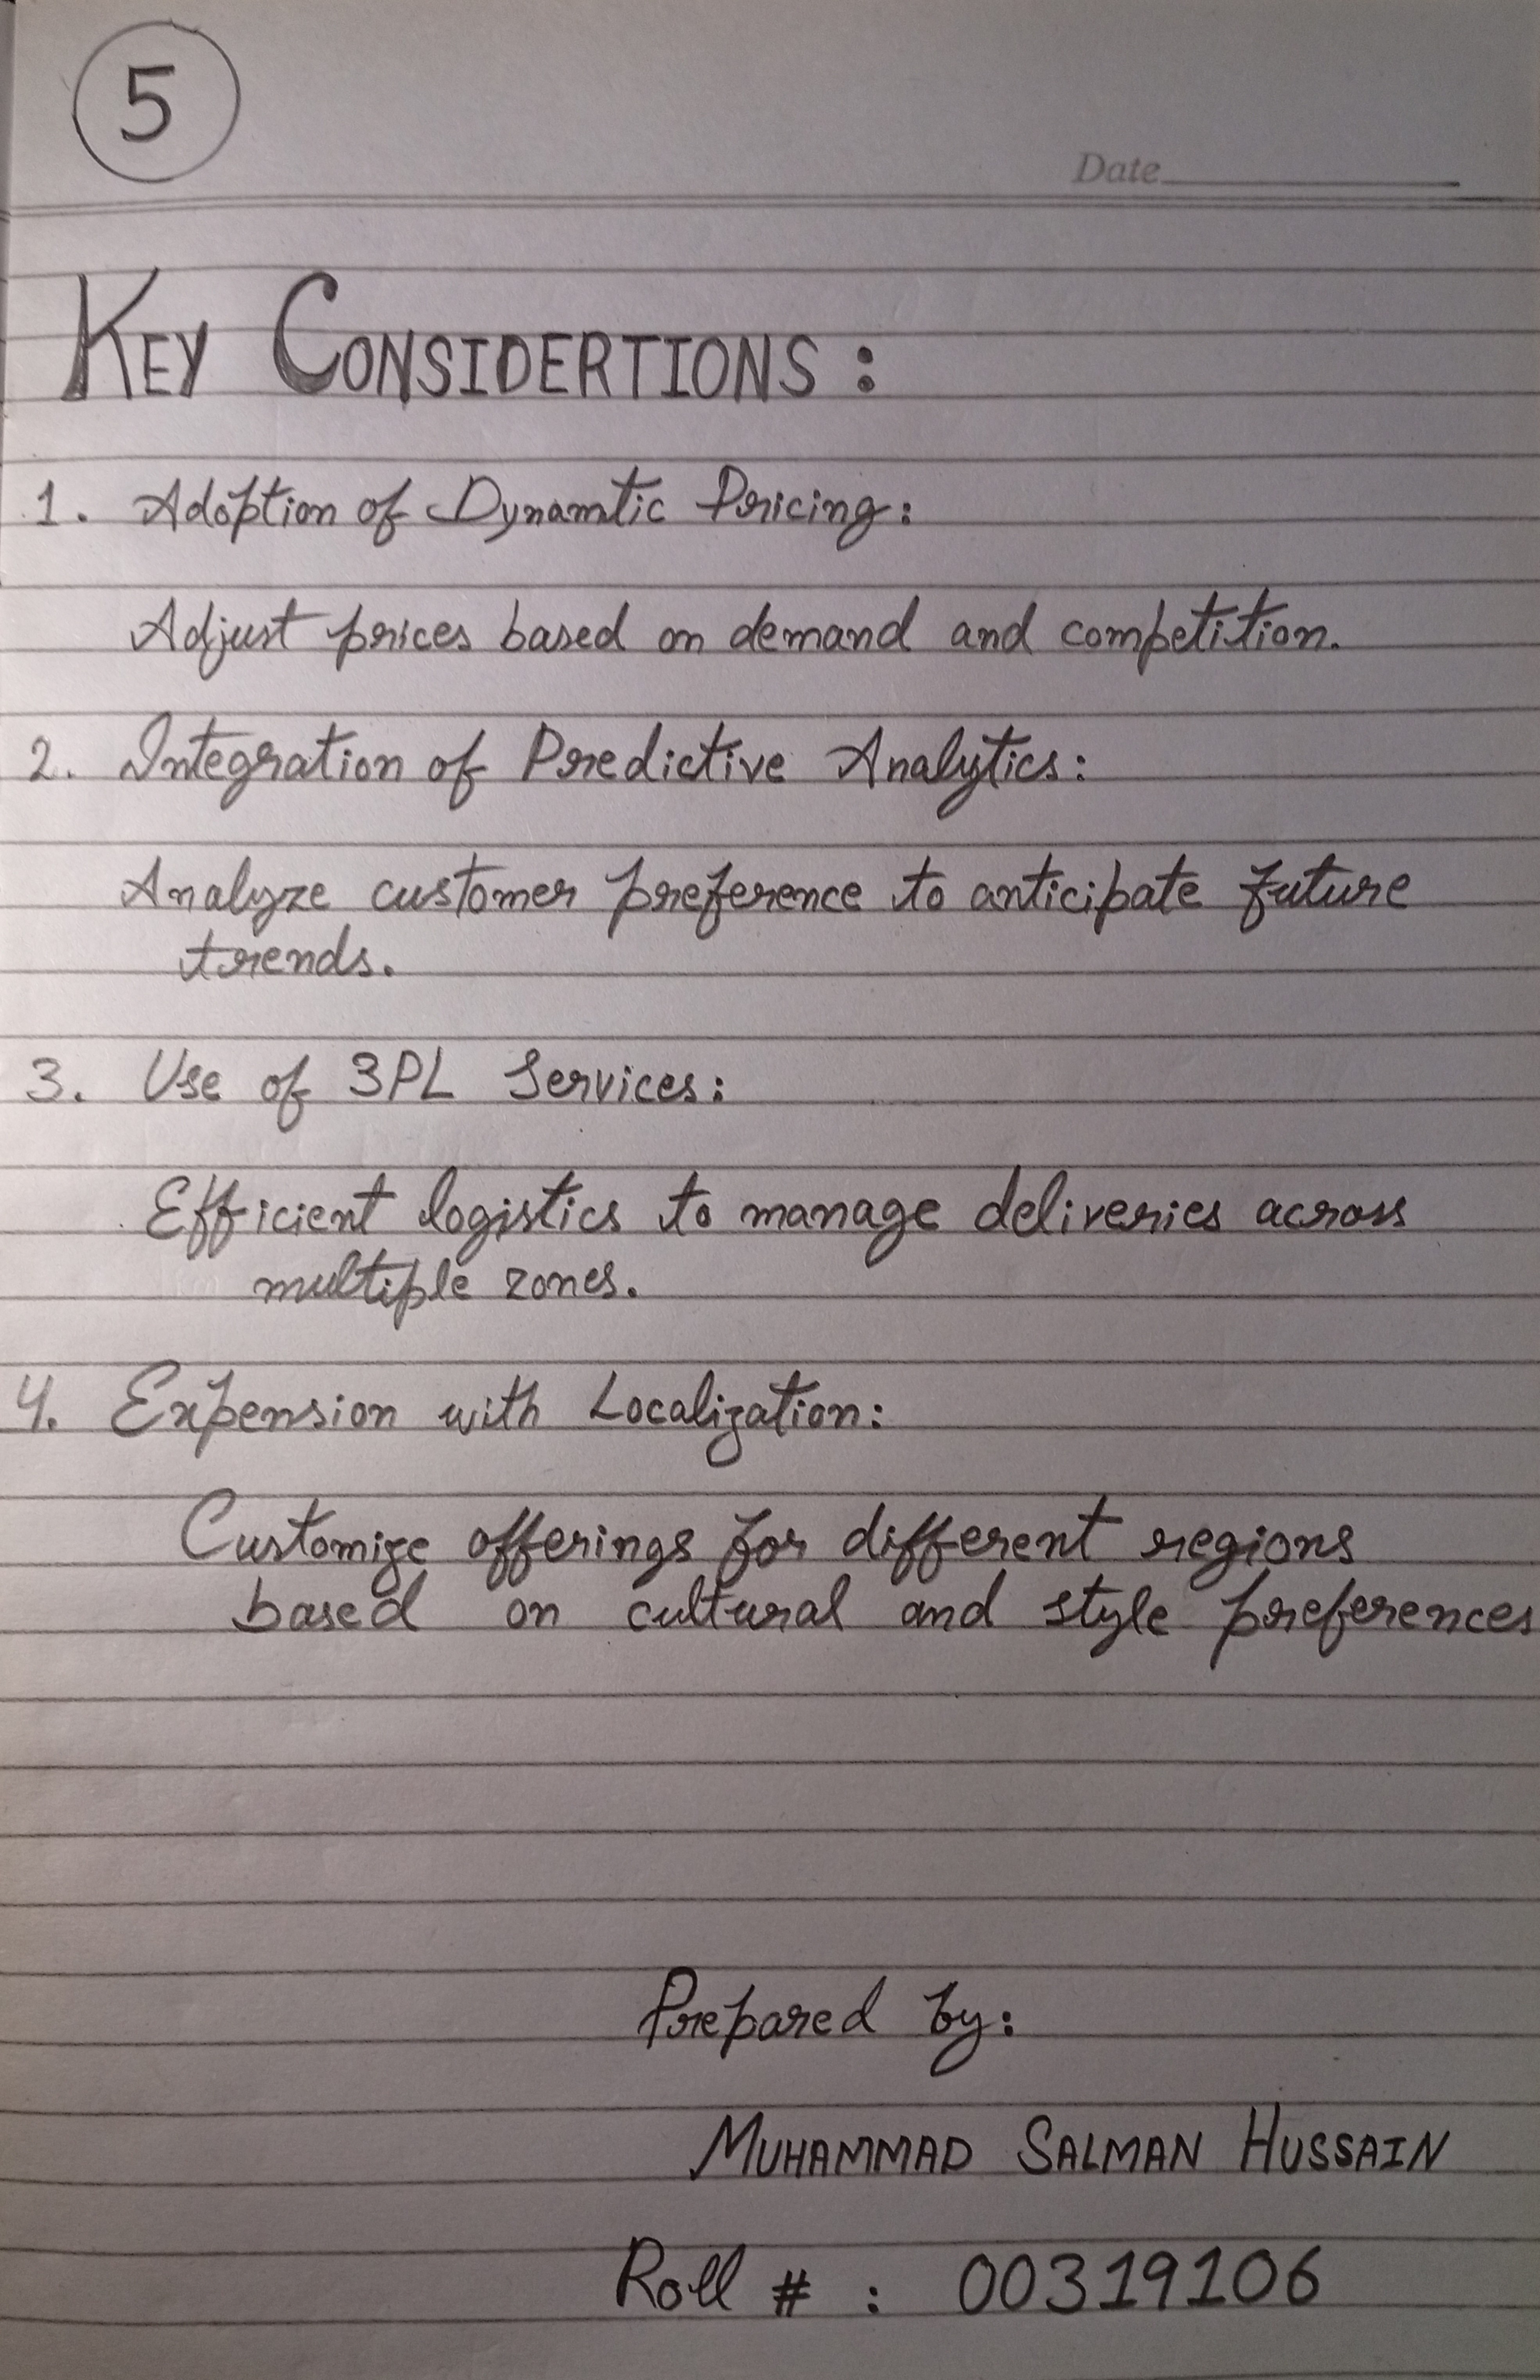 5
Date
KEY CONSIDERTIONS :
1. Adoption of Dynamtic Pricing:
Adjust prices based on demand and competition.
2. Integration of Predictive Analytics:
Analyze customer preference to anticipate future
trends.
3. Use of 3PL Services:
Efficient logistics to manage deliveries across
multiple zones.
4. Expension with Localization:
Customize offerings for different regions
based on cultural and style preferences
Prepared by:
MUHAMMAD SALMAN HUSSAIN
Roll # : 00319106